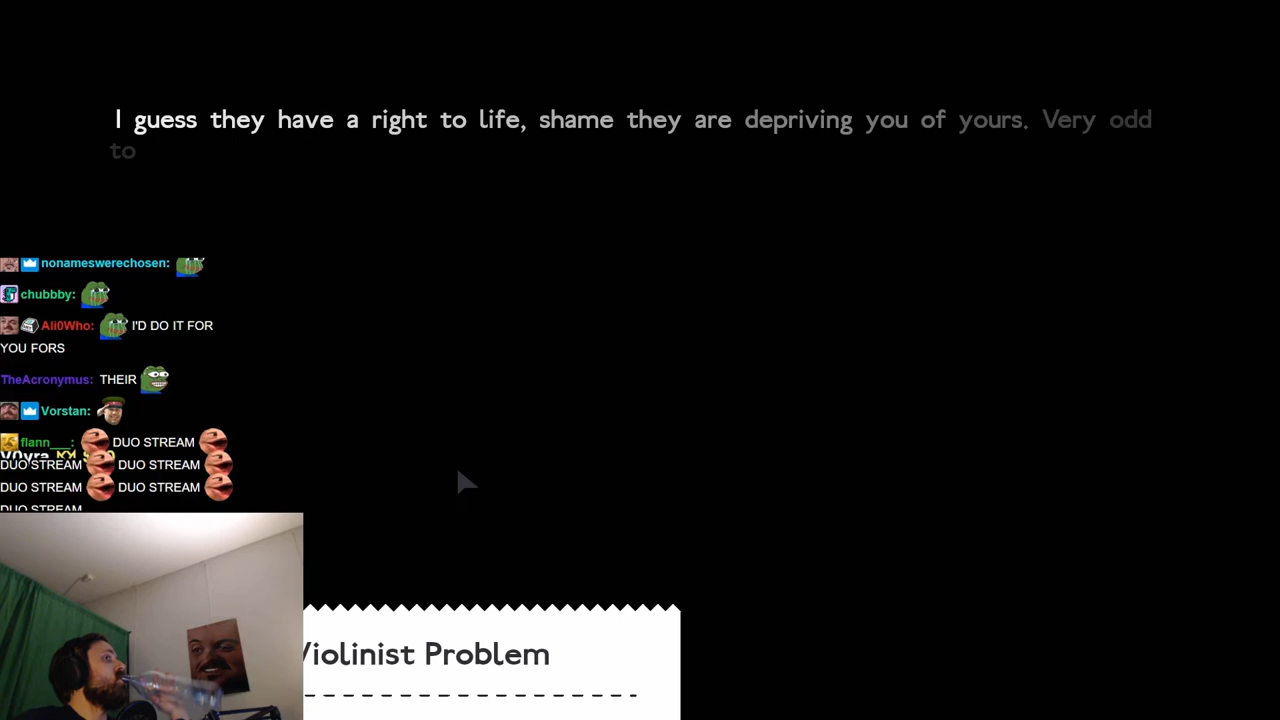 I guess they have a right to life, shame they are depriving you of yours. Very odd
to
nonameswerechosen:
chubbby:
Ali0Who: I'D DO IT FOR
YOU FORS
TheAcronymus: THEIR
Vorstan:
flann___: DUO STREAM
DUO STREAM DUO STREAM
DUO STREAM DUO STREAM
DUO STREAM
Violinist Problem